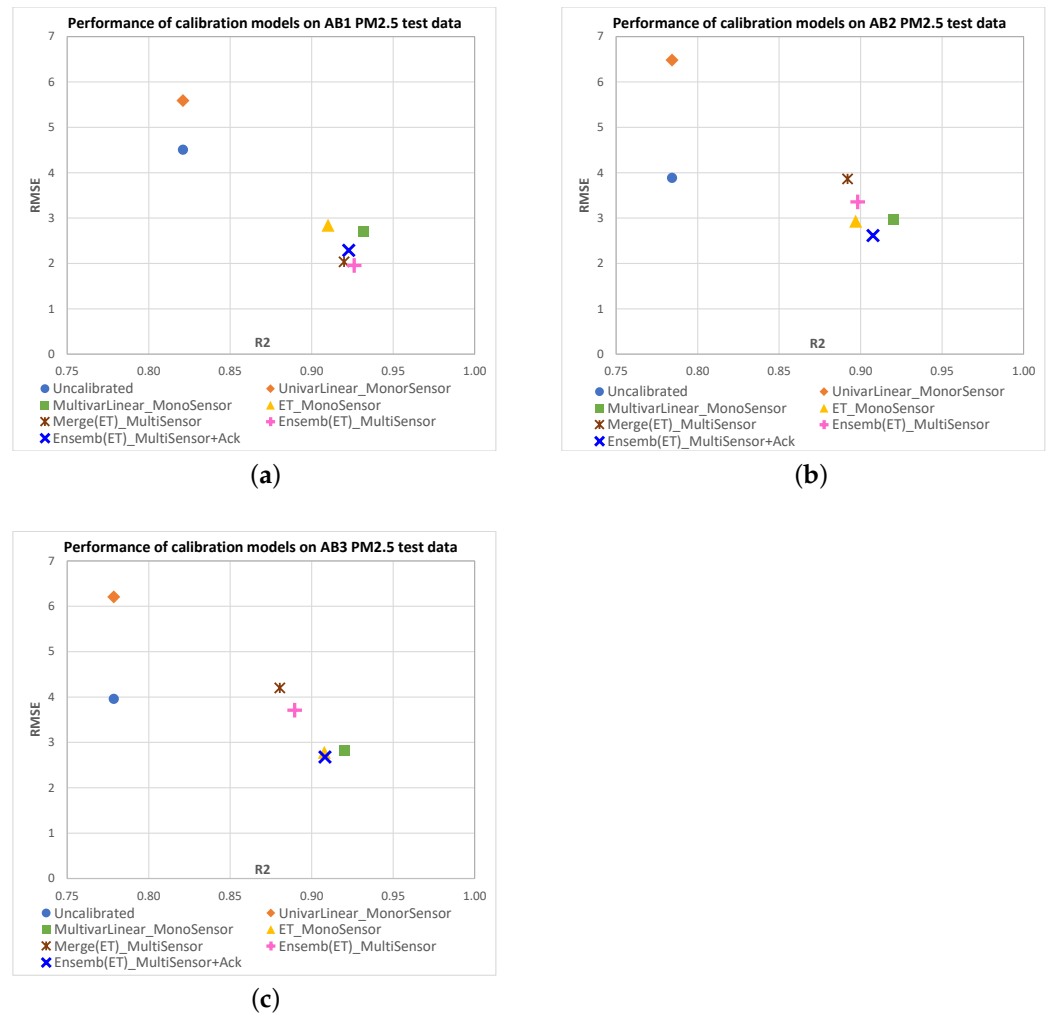 Performance of calibration models on AB1 PM2.5 test data
7
6
5
4
3
2
1
0
RMSE
R2
0.75 0.80 0.85 0.90 0.95 1.00
Uncalibrated UnivarLinear_MonorSensor
MultivarLinear_MonoSensor ET_MonoSensor
Merge(ET)_MultiSensor Ensemb(ET)_MultiSensor
Ensemb(ET)_MultiSensor+Ack
(a)
Performance of calibration models on AB2 PM2.5 test data
7
6
5
4
3
2
1
0
RMSE
R2
0.75 0.80 0.85 0.90 0.95 1.00
Uncalibrated UnivarLinear_MonorSensor
MultivarLinear_MonoSensor ET_MonoSensor
Merge(ET)_MultiSensor Ensemb(ET)_MultiSensor
Ensemb(ET)_MultiSensor+Ack
(b)
Performance of calibration models on AB3 PM2.5 test data
7
6
5
4
3
2
1
0
RMSE
R2
0.75 0.80 0.85 0.90 0.95 1.00
Uncalibrated UnivarLinear_MonorSensor
MultivarLinear_MonoSensor ET_MonoSensor
Merge(ET)_MultiSensor Ensemb(ET)_MultiSensor
Ensemb(ET)_MultiSensor+Ack
(c)